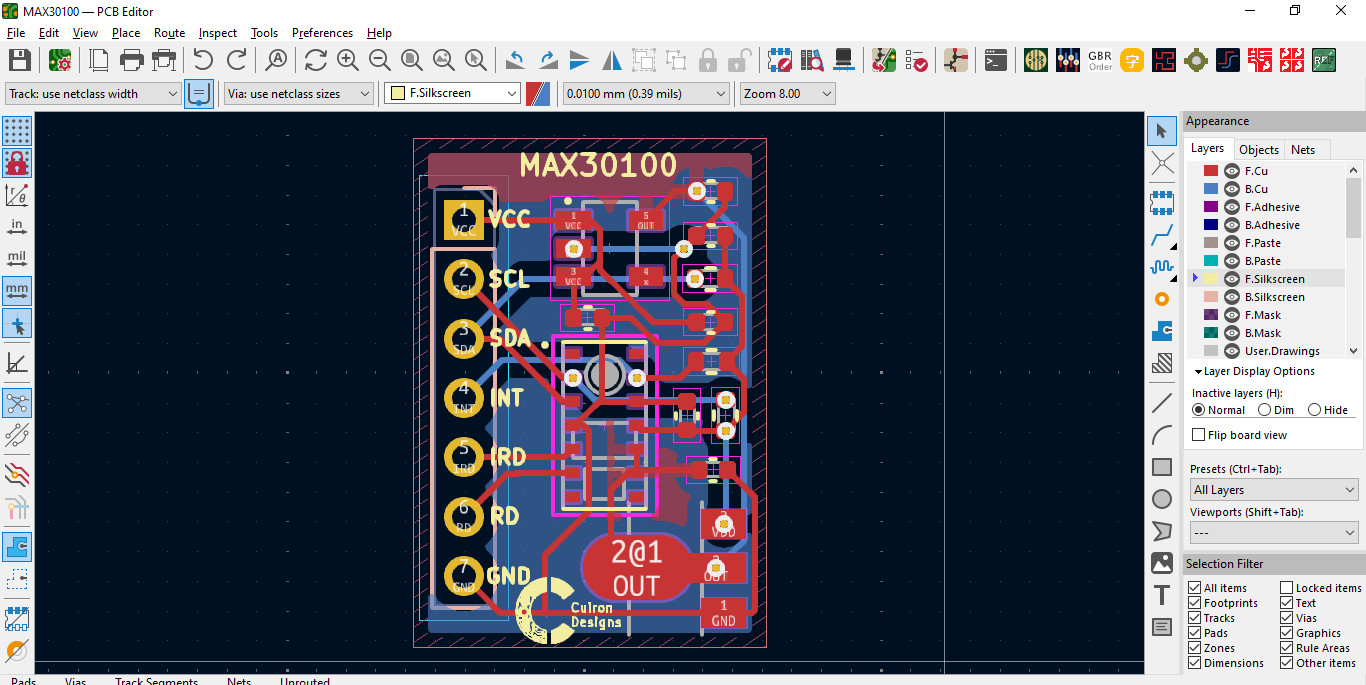 MAX30100 — PCB Editor
File Edit View Place Route Inspect Tools Preferences Help
GBR
Order
Track: use netclass width
Via: use netclass sizes
F.Silkscreen
0.0100 mm (0.39 mils)
Zoom 8.00
in
mil
mm
MAX30100
1
VCC
VCC
2
SCL
SCL
3
SDA
SDA
4
INT
INT
5
IRD
IRD
6
RD
RD
7
GND
GND
1
VCC
5
OUT
3
VCC
4
x
2@1
OUT
3
VDD
2
OUT
1
GND
Culron
Designs
Appearance
Layers Objects Nets
F.Cu
B.Cu
F.Adhesive
B.Adhesive
F.Paste
B.Paste
F.Silkscreen
B.Silkscreen
F.Mask
B.Mask
User.Drawings
Layer Display Options
Inactive layers (H):
Normal Dim Hide
Flip board view
Presets (Ctrl+Tab):
All Layers
Viewports (Shift+Tab):
---
Selection Filter
All items Locked items
Footprints Text
Tracks Vias
Pads Graphics
Zones Rule Areas
Dimensions Other items
Pads Vias Track Segments Nets Unrouted